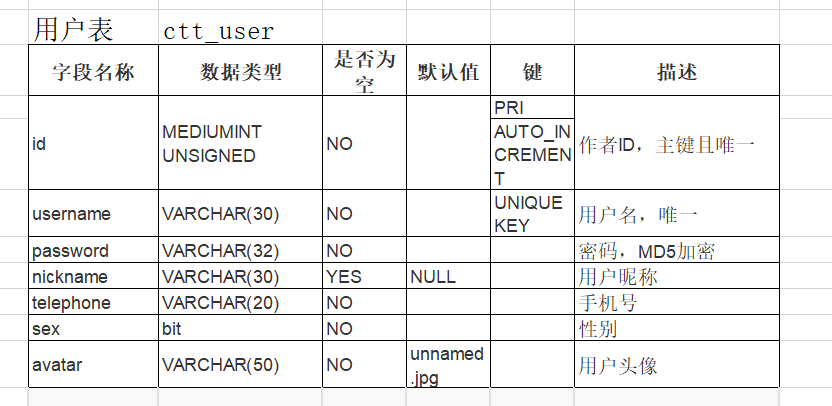 用户表 ctt_user
字段名称 数据类型 是否为空 默认值 键 描述
id MEDIUMINT UNSIGNED NO PRI AUTO_INCREMENT 作者ID，主键且唯一
username VARCHAR(30) NO UNIQUE KEY 用户名，唯一
password VARCHAR(32) NO 密码，MD5加密
nickname VARCHAR(30) YES NULL 用户昵称
telephone VARCHAR(20) NO 手机号
sex bit NO 性别
avatar VARCHAR(50) NO unnamed.jpg 用户头像